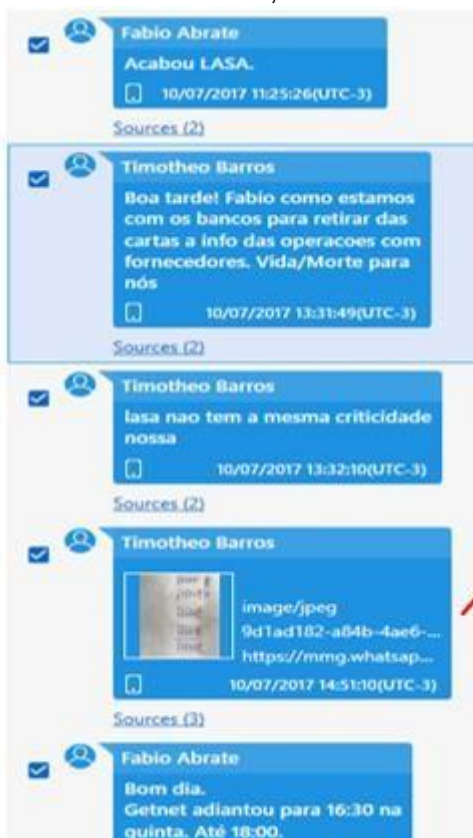 Fabio Abrate
Acabou LASA.
10/07/2017 11:25:26(UTC-3)
Sources (2)
Timotheo Barros
Boa tarde! Fabio como estamos
com os bancos para retirar das
cartas a info das operacoes com
fornecedores. Vida/Morte para
nós
10/07/2017 13:31:49(UTC-3)
Sources (2)
Timotheo Barros
lasa nao tem a mesma criticidade
nossa
10/07/2017 13:32:10(UTC-3)
Sources (2)
Timotheo Barros
image/jpeg
9d1ad182-a84b-4ae6-...
https://mmg.whatsap...
10/07/2017 14:51:10(UTC-3)
Sources (3)
Fabio Abrate
Bom dia.
Getnet adiantou para 16:30 na
quinta. Até 18:00.